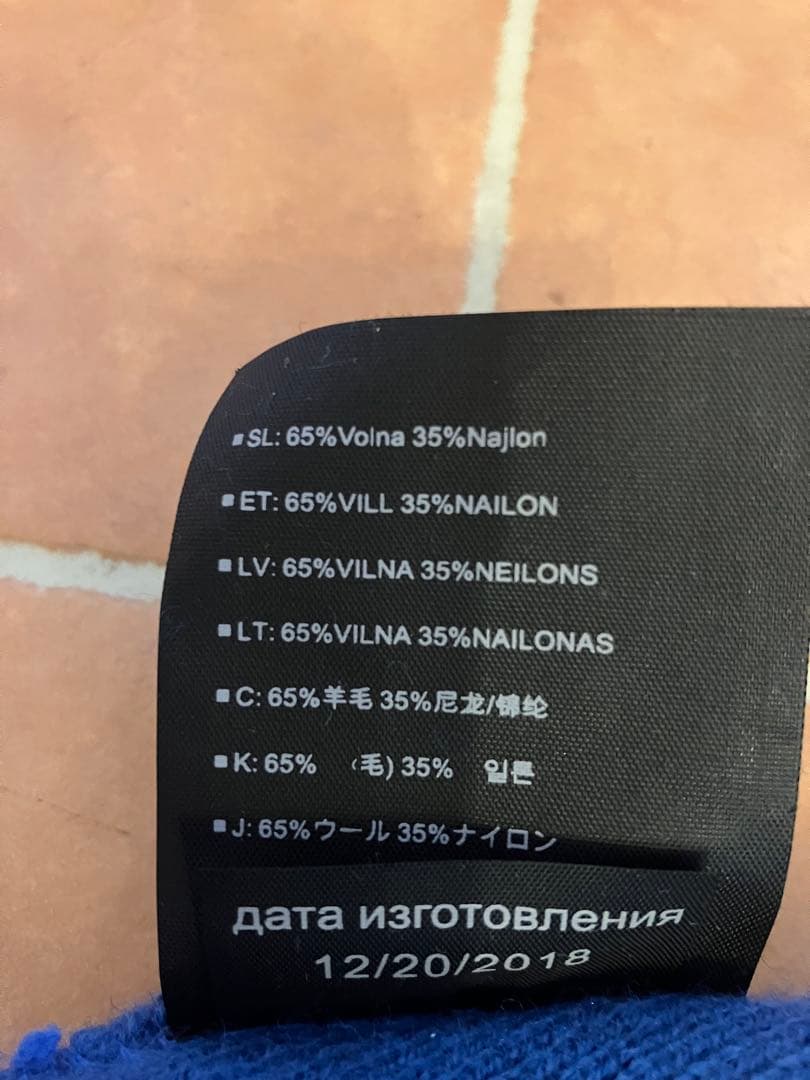 SL: 65%Volna 35%Najlon
ET: 65%VILL 35%NAILON
LV: 65%VILNA 35%NEILONS
LT: 65%VILNA 35%NAILONAS
C: 65%羊毛 35%尼龙/锦纶
K: 65% (毛) 35% 일론
J: 65%ウール 35%ナイロン
дата изготовления
12/20/2018